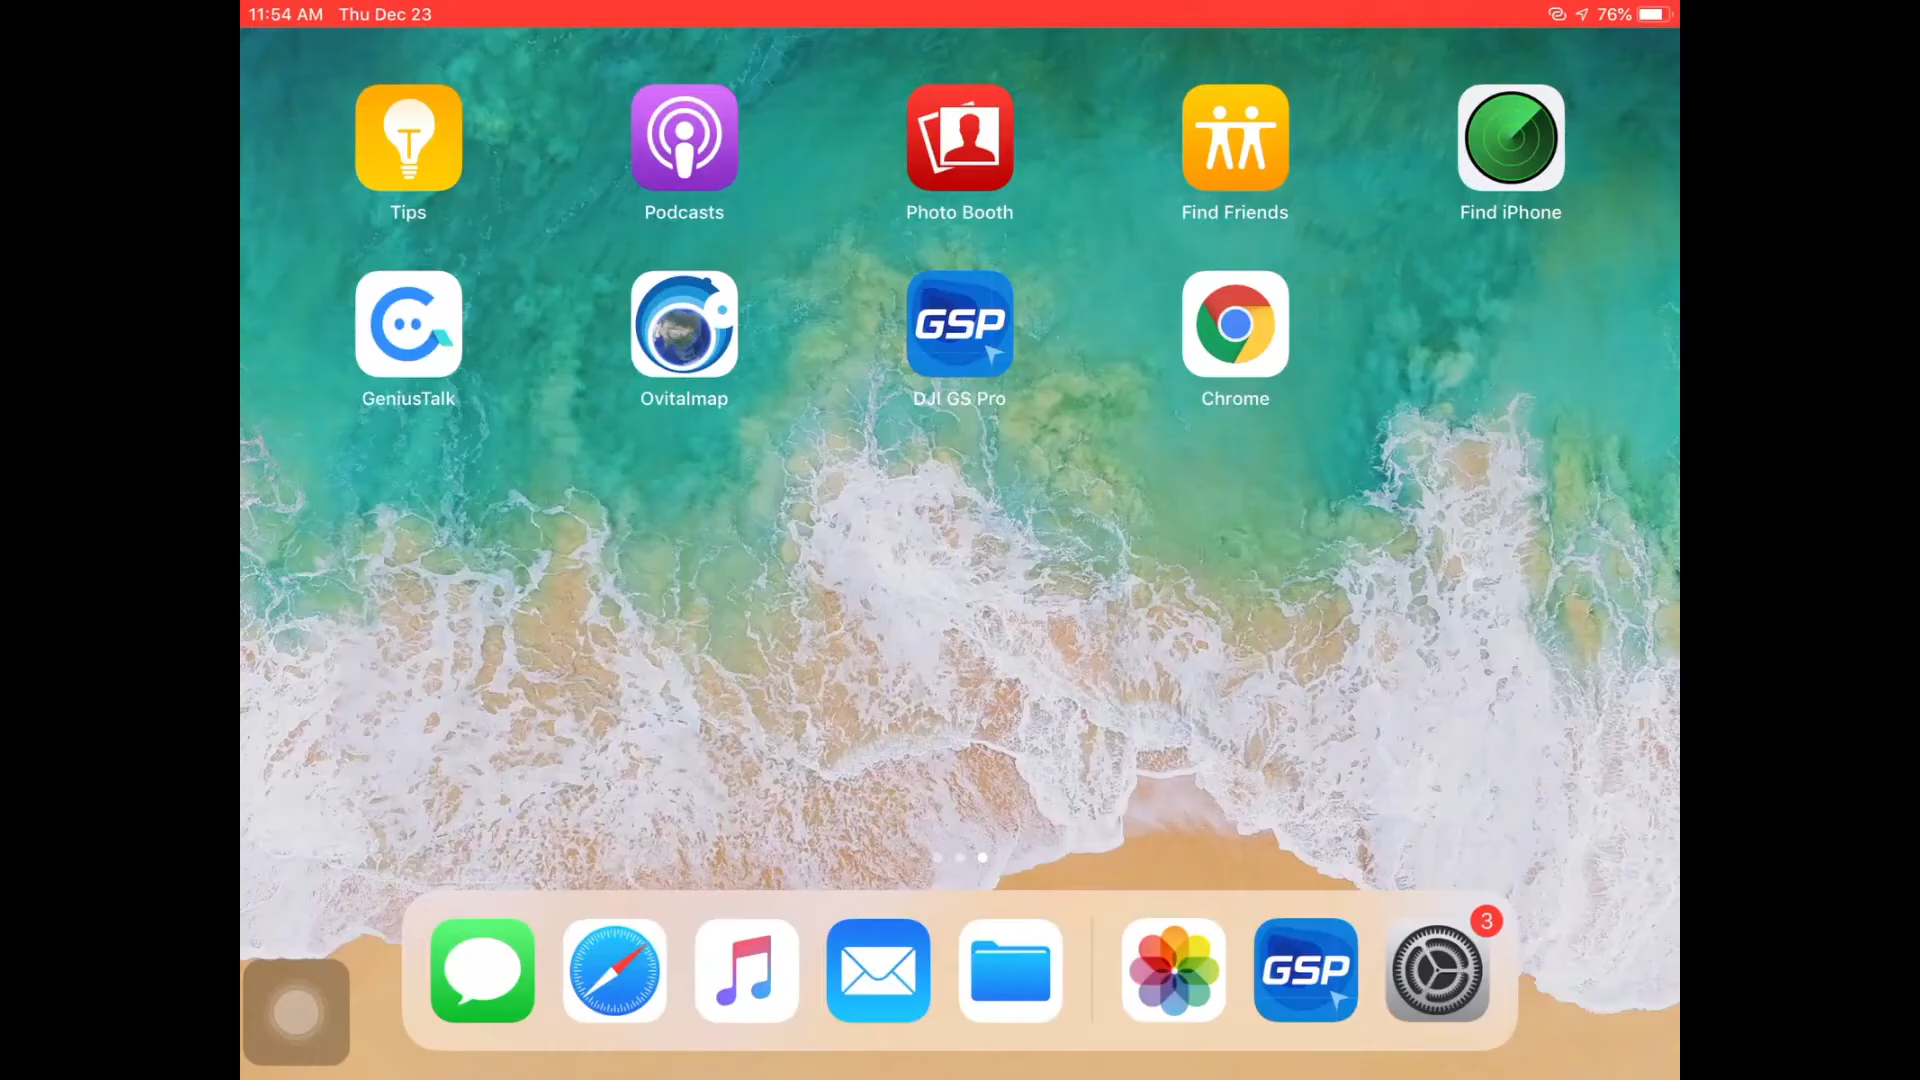 11:54 AM Thu Dec 23
76%
Tips
Podcasts
Photo Booth
Find Friends
Find iPhone
GSP
GeniusTalk
Ovitalmap
DJI GS Pro
Chrome
GSP
3